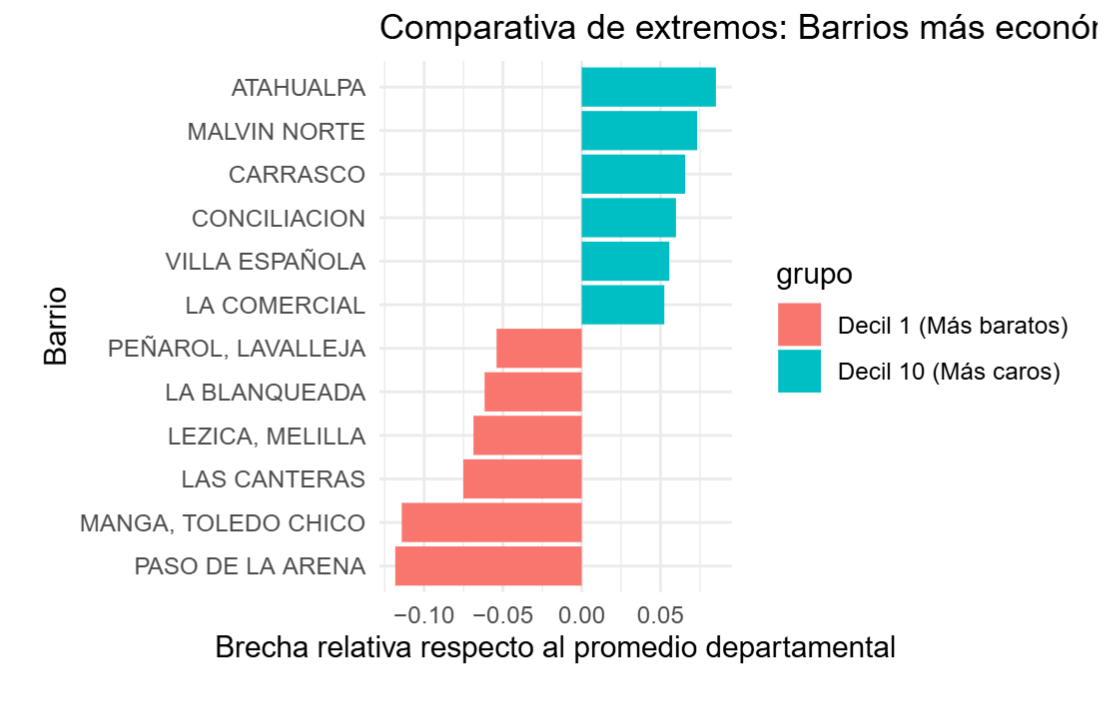 Comparativa de extremos: Barrios más econó
ATAHUALPA
MALVIN NORTE
CARRASCO
CONCILIACION
VILLA ESPAÑOLA
LA COMERCIAL
PEÑAROL, LAVALLEJA
LA BLANQUEADA
LEZICA, MELILLA
LAS CANTERAS
MANGA, TOLEDO CHICO
PASO DE LA ARENA
Barrio
−0.10 −0.05 0.00 0.05
Brecha relativa respecto al promedio departamental
grupo
Decil 1 (Más baratos)
Decil 10 (Más caros)